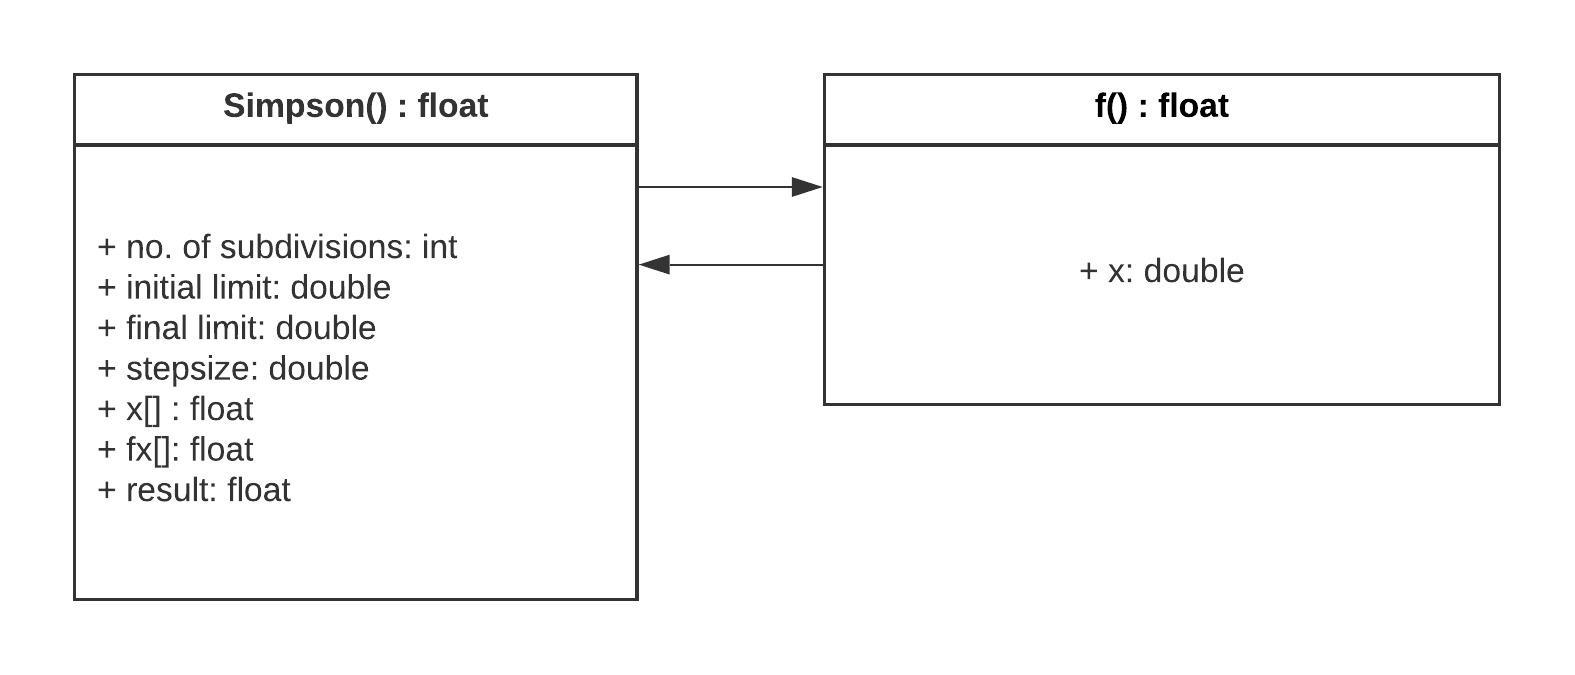 Simpson() : float
+ no. of subdivisions: int
+ initial limit: double
+ final limit: double
+ stepsize: double
+ x[] : float
+ fx[]: float
+ result: float
f() : float
+ x: double